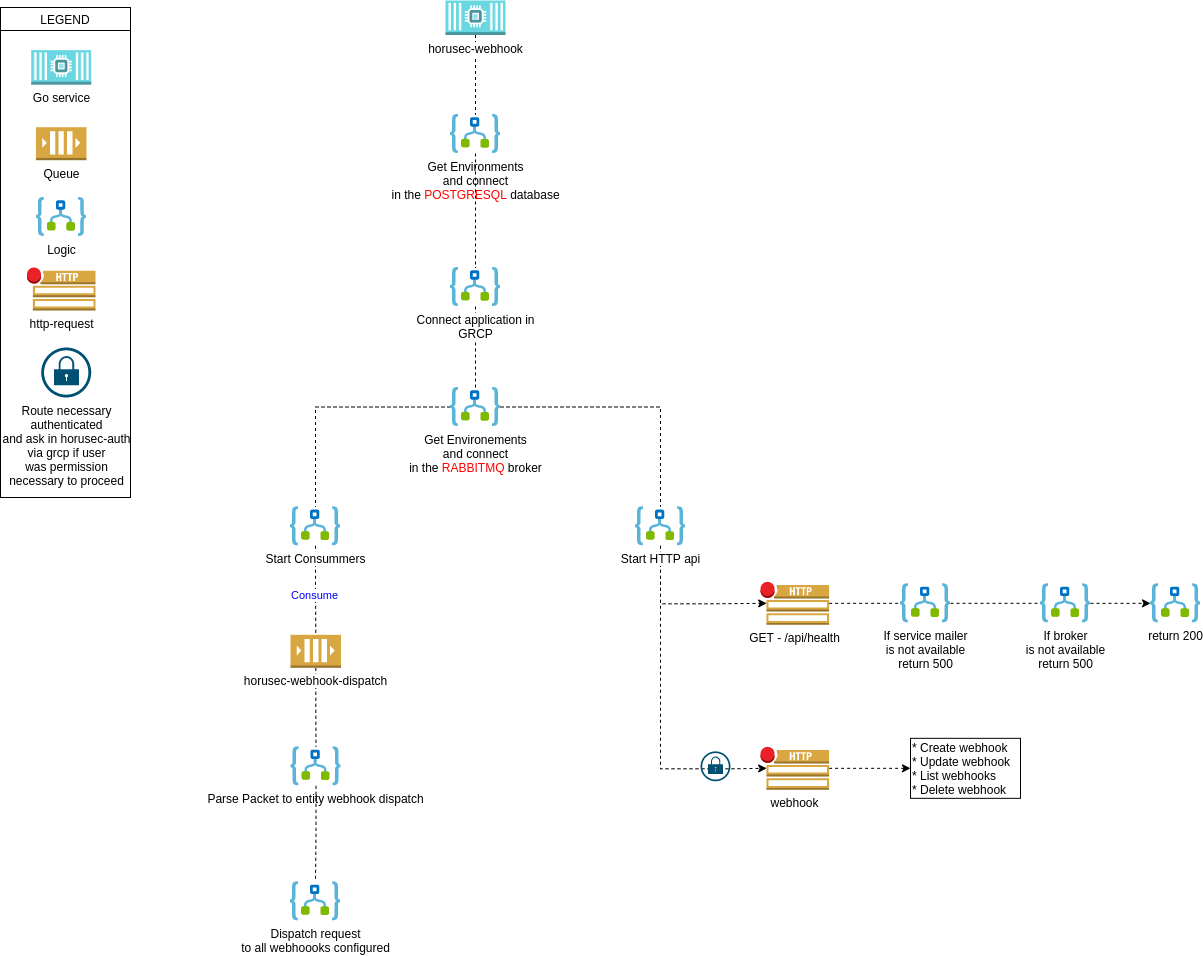 LEGEND
Go service
Queue
Logic
HTTP
http-request
Route necessary
authenticated
and ask in horusec-auth
via grcp if user
was permission
necessary to proceed
horusec-webhook
Get Environments
and connect
in the POSTGRESQL database
Connect application in
GRCP
Get Environements
and connect
in the RABBITMQ broker
Start Consummers
Consume
horusec-webhook-dispatch
Parse Packet to entity webhook dispatch
Dispatch request
to all webhoooks configured
Start HTTP api
HTTP
GET - /api/health
If service mailer
is not available
return 500
If broker
is not available
return 500
return 200
HTTP
webhook
* Create webhook
* Update webhook
* List webhooks
* Delete webhook